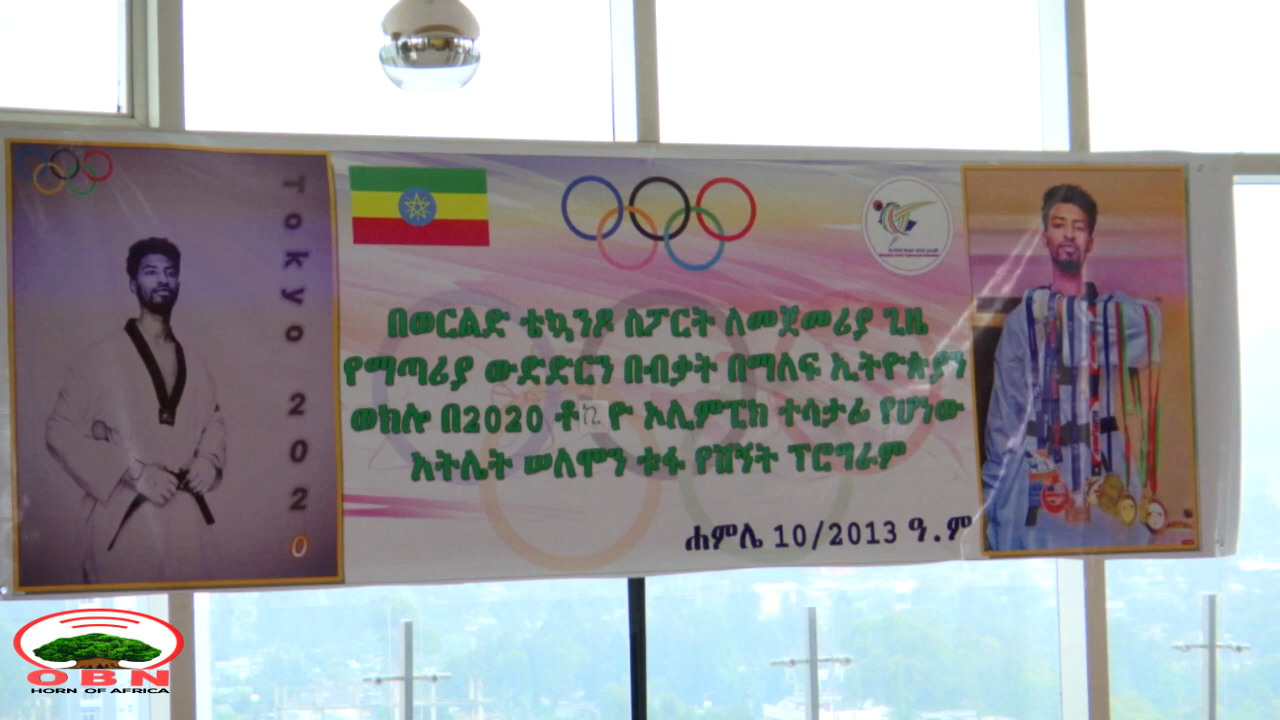 Tokyo 2020
በወርልድ ቴኳንዶ ስፖርት ለመጀመሪያ ጊዜ
የማጣሪያ ውድድርን በብቃት በማለፍ ኢትዮጵያን
ወክሎ በ2020 ቶኪዮ ኦሊምፒክ ተሳታፊ የሆነው
አትሌት ሠለሞን ቱፋ የሽኝት ፕሮግራም
ሐምሌ 10/2013 ዓ.ም
OBN
HORN OF AFRICA